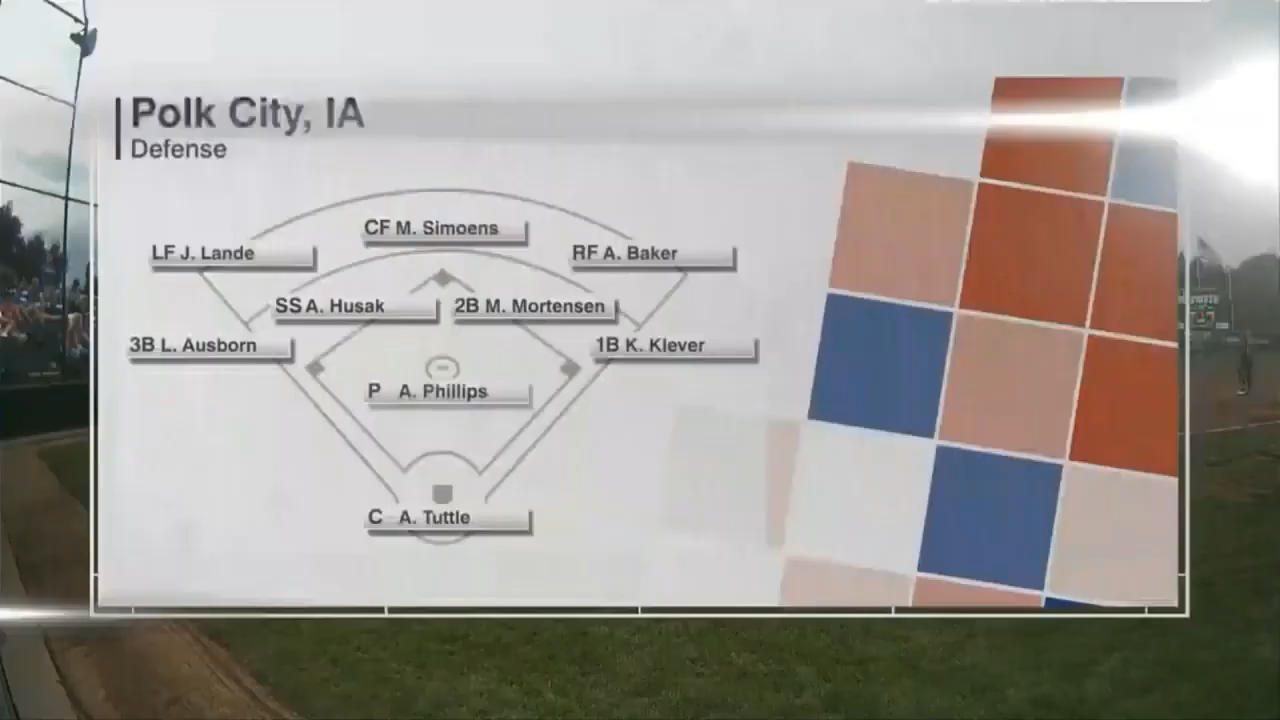 Polk City, IA
Defense
CF M. Simoens
LF J. Lande
RF A. Baker
SS A. Husak
2B M. Mortensen
3B L. Ausborn
1B K. Klever
P A. Phillips
C A. Tuttle